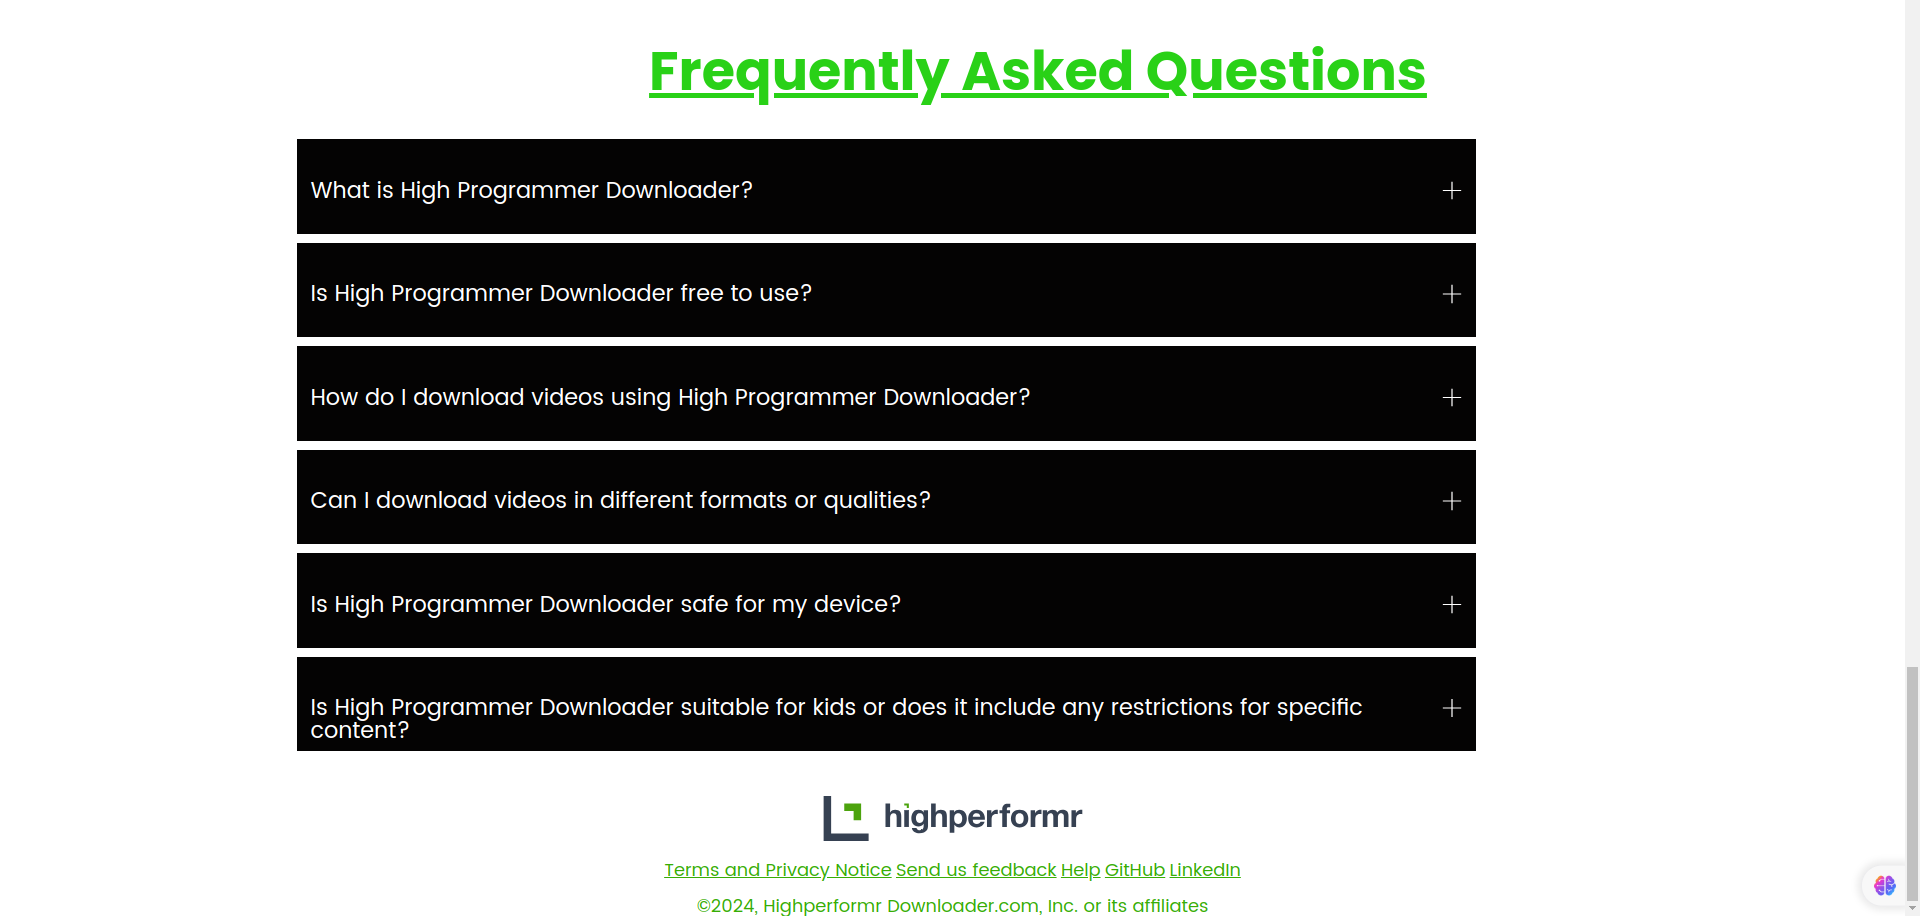 Frequently Asked Questions
What is High Programmer Downloader?
Is High Programmer Downloader free to use?
How do I download videos using High Programmer Downloader?
Can I download videos in different formats or qualities?
Is High Programmer Downloader safe for my device?
Is High Programmer Downloader suitable for kids or does it include any restrictions for specific
content?
highperformr
Terms and Privacy Notice Send us feedback Help GitHub LinkedIn
©2024, Highperformr Downloader.com, Inc. or its affiliates